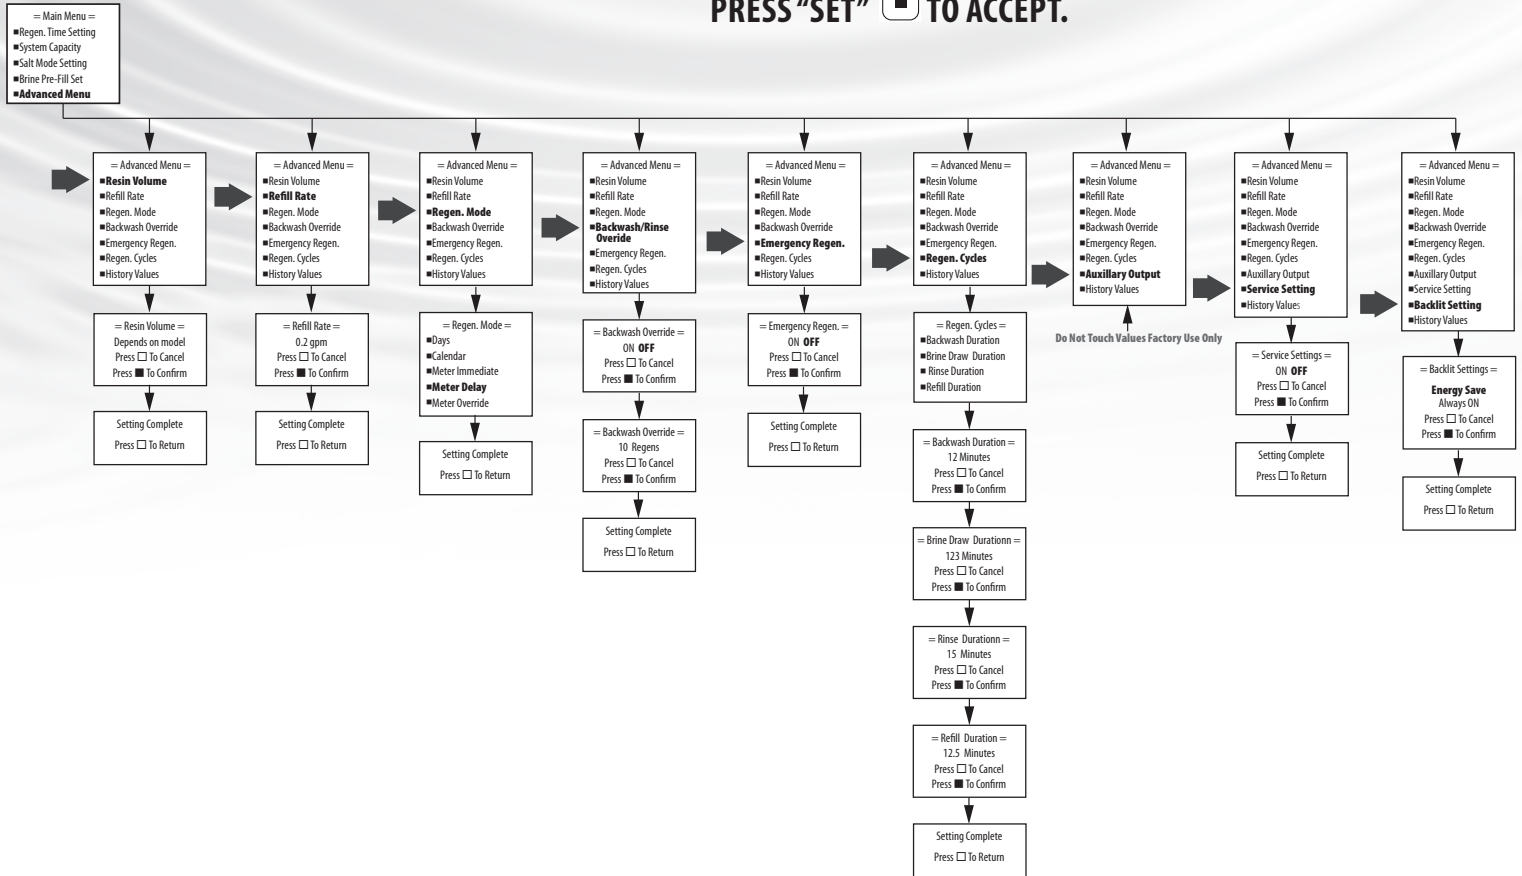 PRESS “SET” TO ACCEPT.
= Main Menu =
■Regen. Time Setting
■System Capacity
■Salt Mode Setting
■Brine Pre-Fill Set
■Advanced Menu
= Advanced Menu =
■Resin Volume
■Refill Rate
■Regen. Mode
■Backwash Override
■Emergency Regen.
■Regen. Cycles
■History Values
= Resin Volume =
Depends on model
Press □ To Cancel
Press ■ To Confirm
Setting Complete
Press □ To Return
= Advanced Menu =
■Resin Volume
■Refill Rate
■Regen. Mode
■Backwash Override
■Emergency Regen.
■Regen. Cycles
■History Values
= Refill Rate =
0.2 gpm
Press □ To Cancel
Press ■ To Confirm
Setting Complete
Press □ To Return
= Advanced Menu =
■Resin Volume
■Refill Rate
■Regen. Mode
■Backwash Override
■Emergency Regen.
■Regen. Cycles
■History Values
= Regen. Mode =
■Days
■Calendar
■Meter Immediate
■Meter Delay
■Meter Override
Setting Complete
Press □ To Return
= Advanced Menu =
■Resin Volume
■Refill Rate
■Regen. Mode
■Backwash/Rinse
Overide
■Emergency Regen.
■Regen. Cycles
■History Values
= Backwash Override =
ON OFF
Press □ To Cancel
Press ■ To Confirm
= Backwash Override =
10 Regens
Press □ To Cancel
Press ■ To Confirm
Setting Complete
Press □ To Return
= Advanced Menu =
■Resin Volume
■Refill Rate
■Regen. Mode
■Backwash Override
■Emergency Regen.
■Regen. Cycles
■History Values
= Emergency Regen. =
ON OFF
Press □ To Cancel
Press ■ To Confirm
Setting Complete
Press □ To Return
= Advanced Menu =
■Resin Volume
■Refill Rate
■Regen. Mode
■Backwash Override
■Emergency Regen.
■Regen. Cycles
■History Values
= Regen. Cycles =
■Backwash Duration
■Brine Draw Duration
■ Rinse Duration
■Refill Duration
= Backwash Duration =
12 Minutes
Press □ To Cancel
Press ■ To Confirm
= Brine Draw Durationn =
123 Minutes
Press □ To Cancel
Press ■ To Confirm
= Rinse Durationn =
15 Minutes
Press □ To Cancel
Press ■ To Confirm
= Refill Duration =
12.5 Minutes
Press □ To Cancel
Press ■ To Confirm
Setting Complete
Press □ To Return
= Advanced Menu =
■Resin Volume
■Refill Rate
■Regen. Mode
■Backwash Override
■Emergency Regen.
■Regen. Cycles
■Auxillary Output
■History Values
Do Not Touch Values Factory Use Only
= Advanced Menu =
■Resin Volume
■Refill Rate
■Regen. Mode
■Backwash Override
■Emergency Regen.
■Regen. Cycles
■Auxillary Output
■Service Setting
■History Values
= Service Settings =
ON OFF
Press □ To Cancel
Press ■ To Confirm
Setting Complete
Press □ To Return
= Advanced Menu =
■Resin Volume
■Refill Rate
■Regen. Mode
■Backwash Override
■Emergency Regen.
■Regen. Cycles
■Auxillary Output
■Service Setting
■Backlit Setting
■History Values
= Backlit Settings =
Energy Save
Always ON
Press □ To Cancel
Press ■ To Confirm
Setting Complete
Press □ To Return